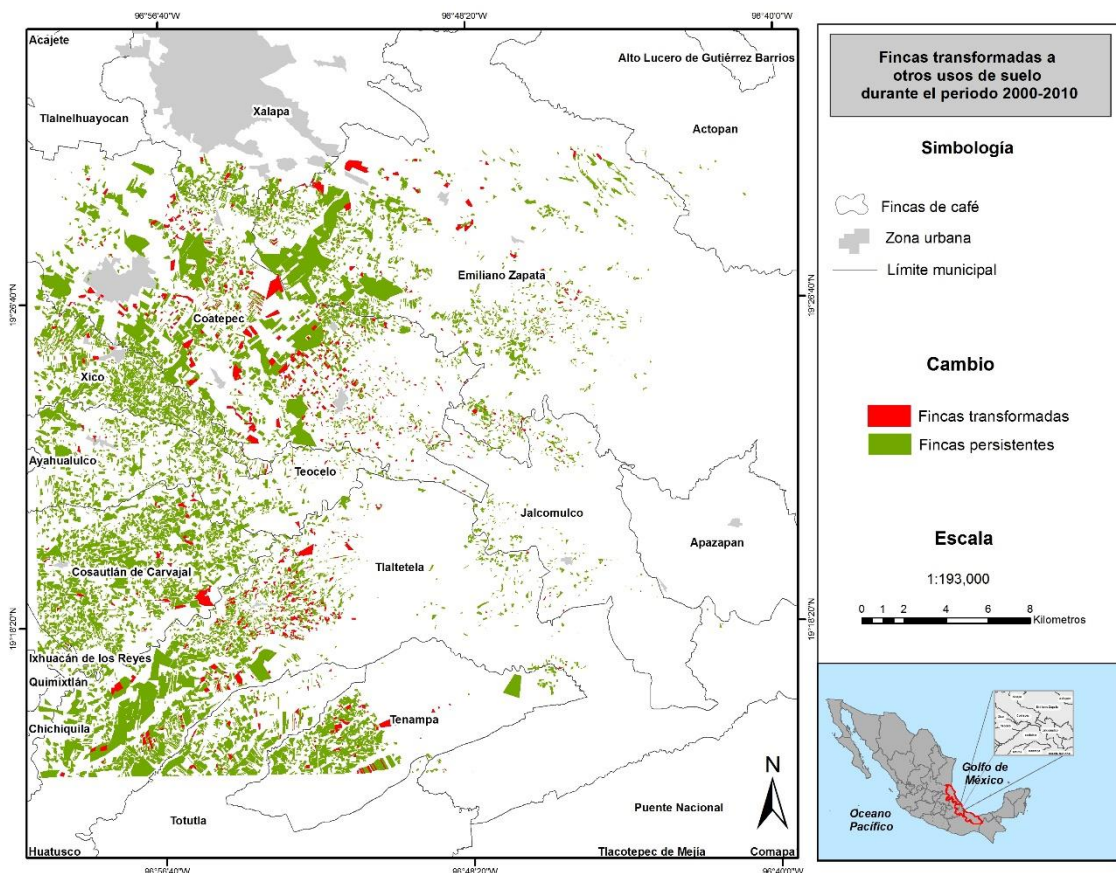 96°56'40"W
96°48'20"W
96°40'0"W
Acajete
Alto Lucero de Gutiérrez Barrios
Xalapa
Tlalnelhuayocan
Actopan
Emiliano Zapata
19°26'40"N
19°26'40"N
Coatepec
Xico
Ayahualulco
Teocelo
Jalcomulco
Apazapan
Cosautlán de Carvajal
Tlaltetela
19°18'20"N
19°18'20"N
Ixhuacán de los Reyes
Quimixtlán
Chichiquila
Tenampa
N
Puente Nacional
Totutla
Huatusco
Tlacotepec de Mejía
Comapa
96°56'40"W
96°48'20"W
96°40'0"W
Fincas transformadas a
otros usos de suelo
durante el periodo 2000-2010
Simbología
Fincas de café
Zona urbana
Límite municipal
Cambio
Fincas transformadas
Fincas persistentes
Escala
1:193,000
0 1 2 4 6 8
Kilometros
Golfo de
México
Oceano
Pacífico